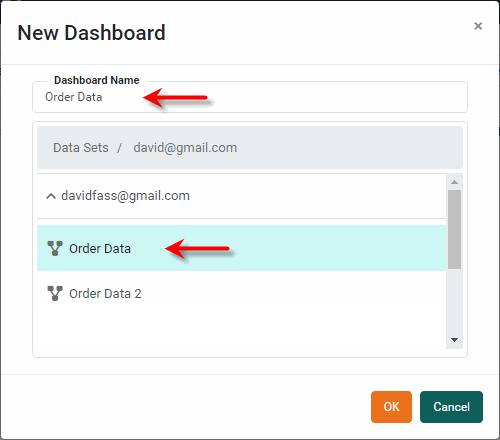 New Dashboard
×
Dashboard Name
Order Data
Data Sets / david@gmail.com
davidfass@gmail.com
Order Data
Order Data 2
OK Cancel